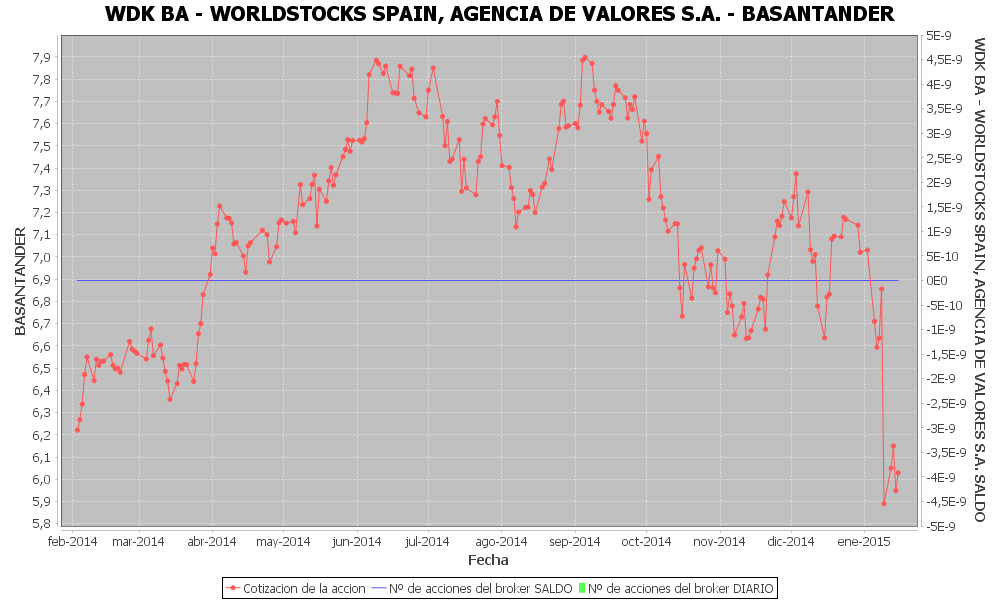 WDK BA - WORLDSTOCKS SPAIN, AGENCIA DE VALORES S.A. - BASANTANDER
7,9
7,8
7,7
7,6
7,5
7,4
7,3
7,2
7,1
7,0
6,9
6,8
6,7
6,6
6,5
6,4
6,3
6,2
6,1
6,0
5,9
5,8
BASANTANDER
5E-9
4,5E-9
4E-9
3,5E-9
3E-9
2,5E-9
2E-9
1,5E-9
1E-9
5E-10
0E0
-5E-10
-1E-9
-1,5E-9
-2E-9
-2,5E-9
-3E-9
-3,5E-9
-4E-9
-4,5E-9
-5E-9
WDK BA - WORLDSTOCKS SPAIN, AGENCIA DE VALORES S.A. SALDO
feb-2014 mar-2014 abr-2014 may-2014 jun-2014 jul-2014 ago-2014 sep-2014 oct-2014 nov-2014 dic-2014 ene-2015
Fecha
Cotizacion de la accion Nº de acciones del broker SALDO Nº de acciones del broker DIARIO